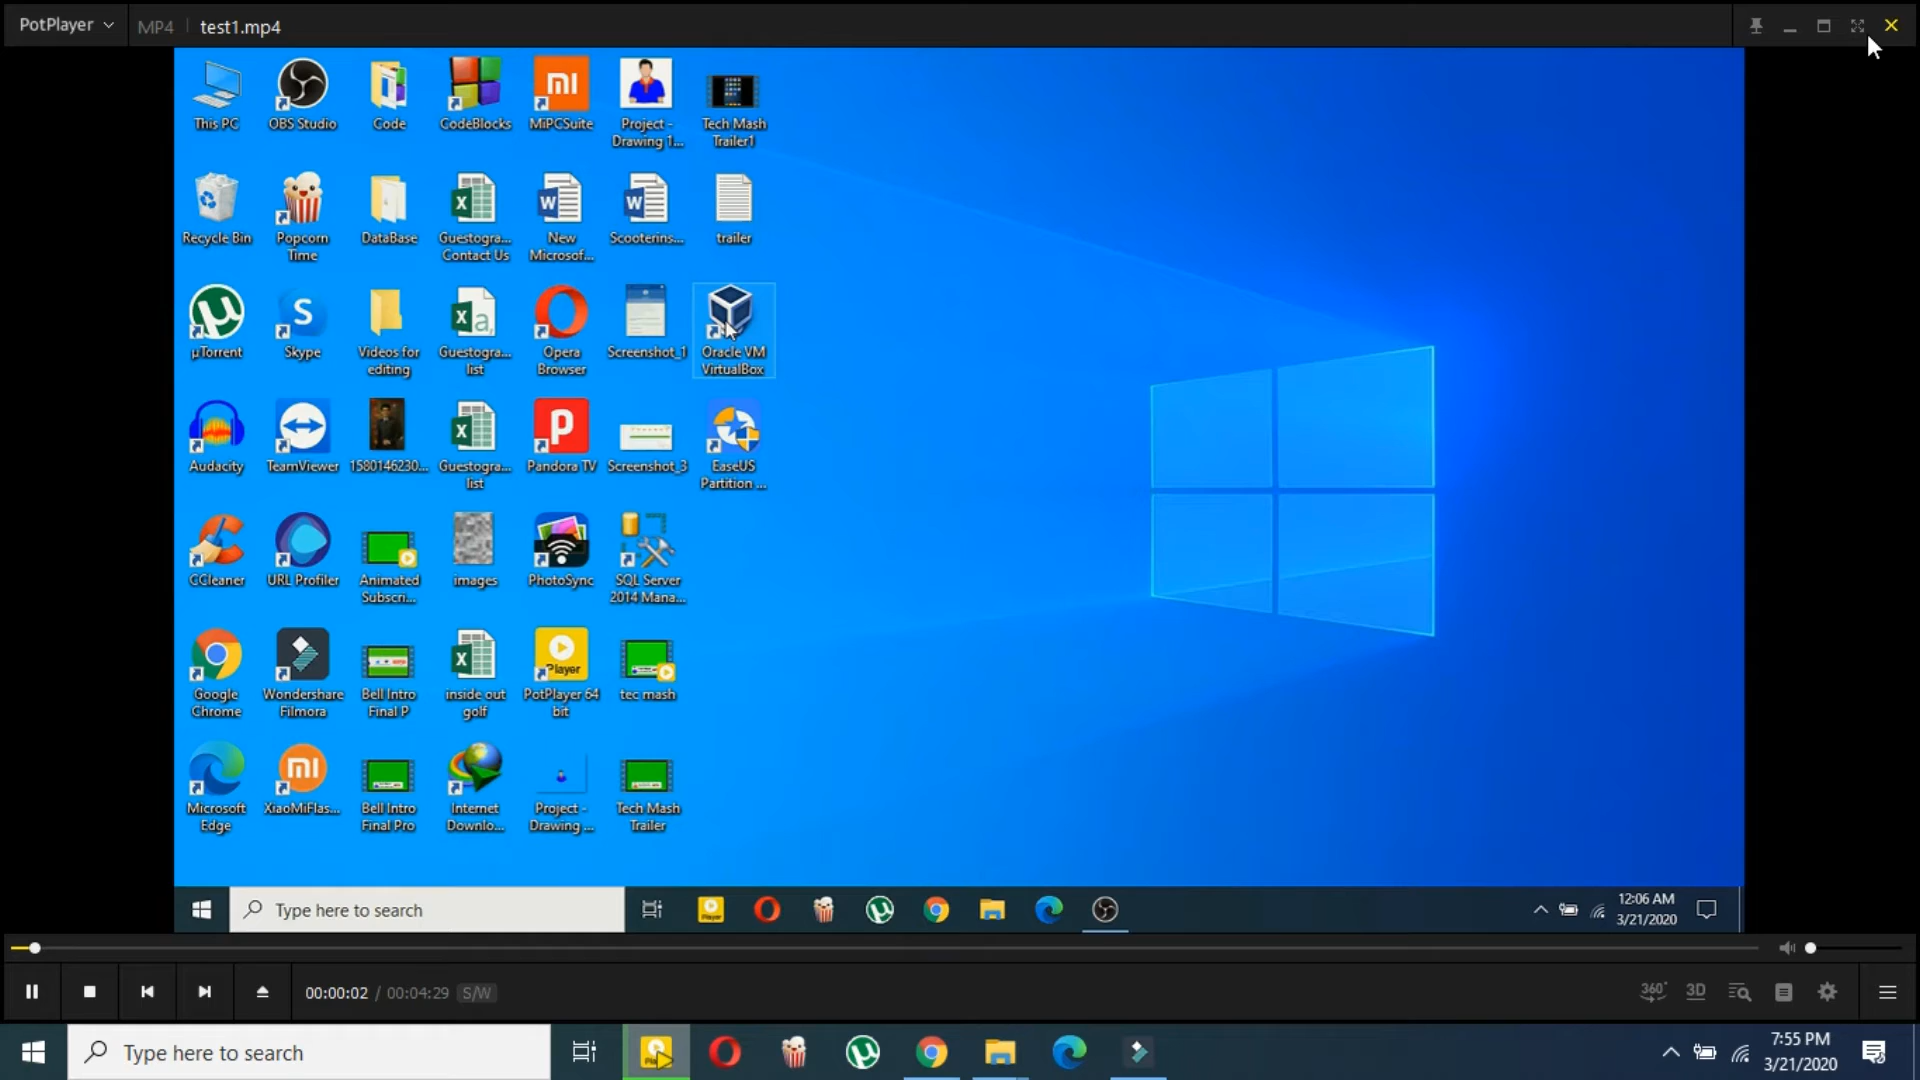 PotPlayer
MP4
test1.mp4
This PC
OBS Studio
Code
CodeBlocks
MiPCSuite
Project -
Drawing 1...
Tech Mash
Trailer1
Recycle Bin
Popcorn
Time
DataBase
Guestogra...
Contact Us
New
Microsof...
Scooterins...
trailer
µTorrent
Skype
Videos for
editing
Guestogra...
list
Opera
Browser
Screenshot_1
Oracle VM
VirtualBox
Audacity
TeamViewer
1580146230...
Guestogra...
list
Pandora TV
Screenshot_3
EaseUS
Partition ...
CCleaner
URL Profiler
Animated
Subscri...
images
PhotoSync
SQL Server
2014 Mana...
Google
Chrome
Wondershare
Filmora
Bell Intro
Final P
inside out
golf
Player
PotPlayer 64
bit
tec mash
Microsoft
Edge
XiaoMiFlas...
Bell Intro
Final Pro
Internet
Downlo...
Project -
Drawing ...
Tech Mash
Trailer
Type here to search
12:06 AM
3/21/2020
00:00:02 / 00:04:29 S/W
360°
3D
Type here to search
7:55 PM
3/21/2020